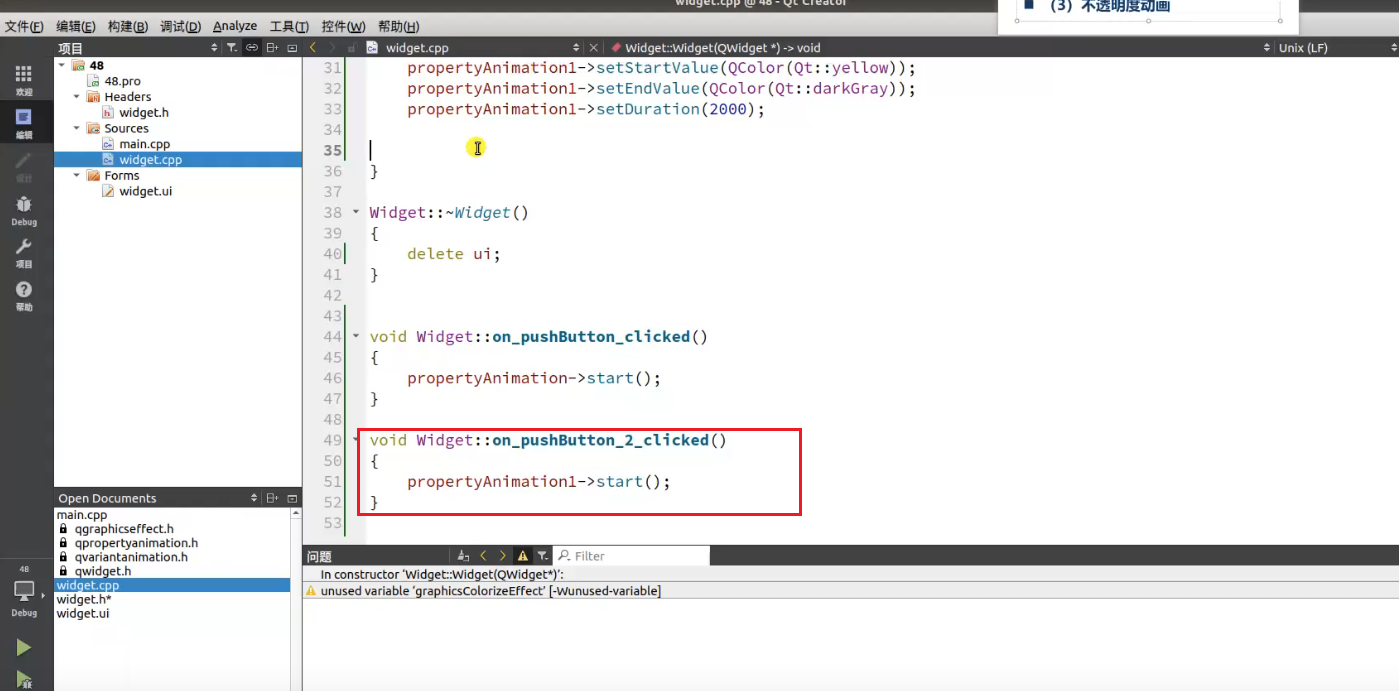 widget.cpp @ 48 - Qt Creator
(3) 不透明度动画
文件(F) 编辑(E) 构建(B) 调试(D) Analyze 工具(T) 控件(W) 帮助(H)
项目
widget.cpp
Widget::Widget(QWidget *) -> void
Unix (LF)
欢迎
编辑
设计
Debug
项目
帮助
48
48.pro
Headers
widget.h
Sources
main.cpp
widget.cpp
Forms
widget.ui
31 propertyAnimation1->setStartValue(QColor(Qt::yellow));
32 propertyAnimation1->setEndValue(QColor(Qt::darkGray));
33 propertyAnimation1->setDuration(2000);
34
35
36 }
37
38 Widget::~Widget()
39 {
40 delete ui;
41 }
42
43
44 void Widget::on_pushButton_clicked()
45 {
46 propertyAnimation->start();
47 }
48
49 void Widget::on_pushButton_2_clicked()
50 {
51 propertyAnimation1->start();
52 }
53
Open Documents
main.cpp
qgraphicseffect.h
qpropertyanimation.h
qvariantanimation.h
qwidget.h
widget.cpp
widget.h*
widget.ui
48
Debug
问题
Filter
In constructor ‘Widget::Widget(QWidget*)’:
unused variable ‘graphicsColorizeEffect’ [-Wunused-variable]